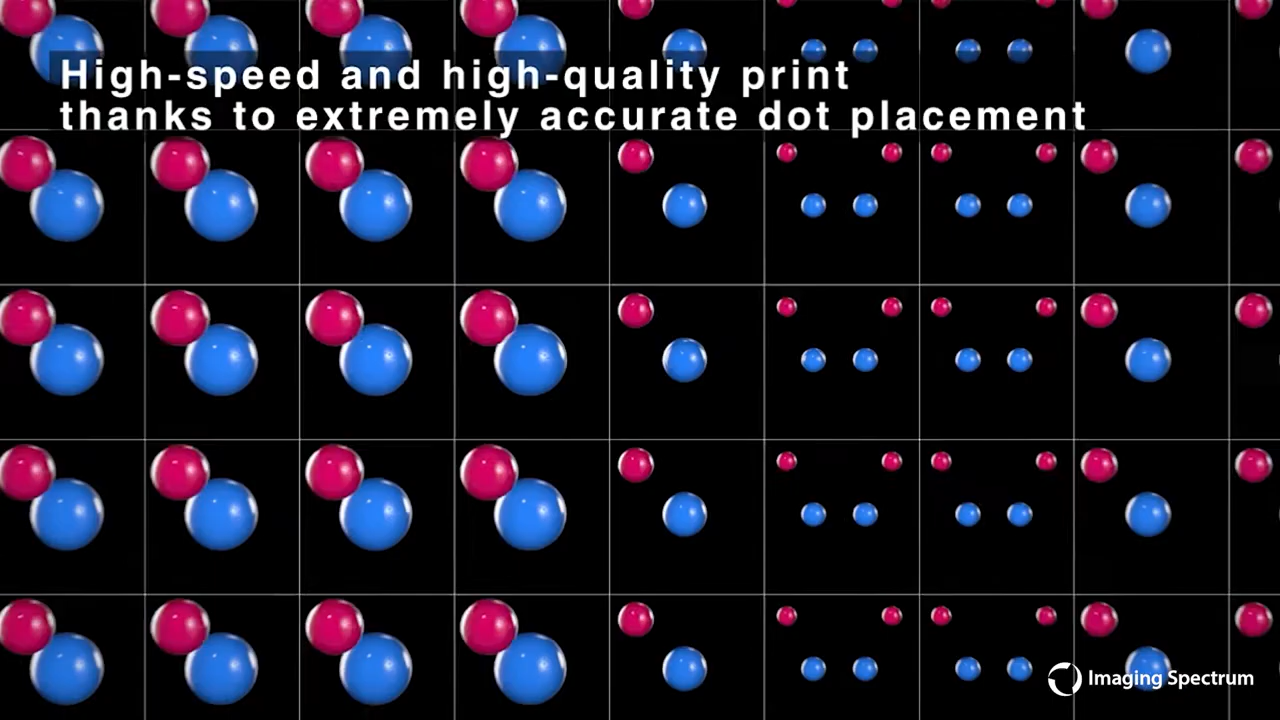 High-speed and high-quality print
thanks to extremely accurate dot placement
Imaging Spectrum